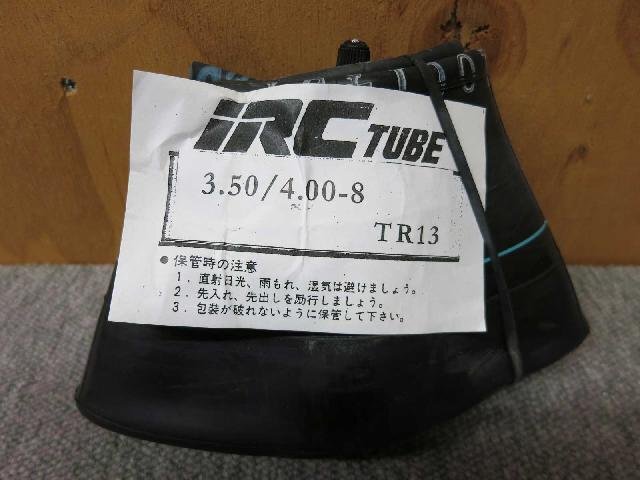 iRC TUBE
3.50/4.00-8
TR13
● 保管時の注意
1. 直射日光、雨もれ、湿気は避けましょう。
2. 先入れ、先出しを励行しましょう。
3. 包装が破れないように保管して下さい。